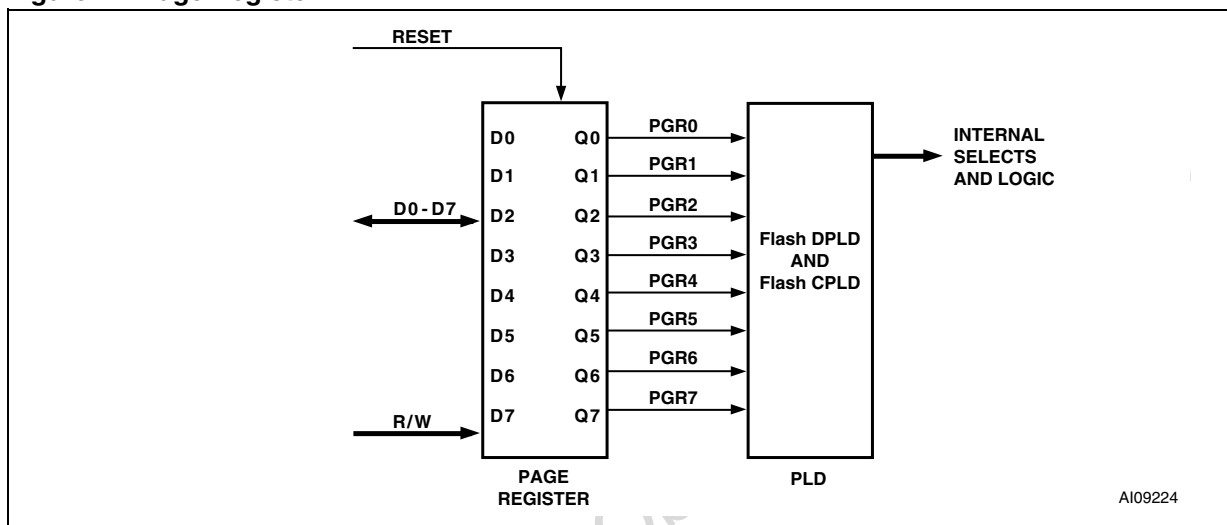 RESET
D0 Q0 PGR0
D1 Q1 PGR1
D2 Q2 PGR2
D3 Q3 PGR3
D4 Q4 PGR4
D5 Q5 PGR5
D6 Q6 PGR6
D7 Q7 PGR7
D0-D7
R/W
PAGE
REGISTER
Flash DPLD
AND
Flash CPLD
PLD
INTERNAL
SELECTS
AND LOGIC
AI09224